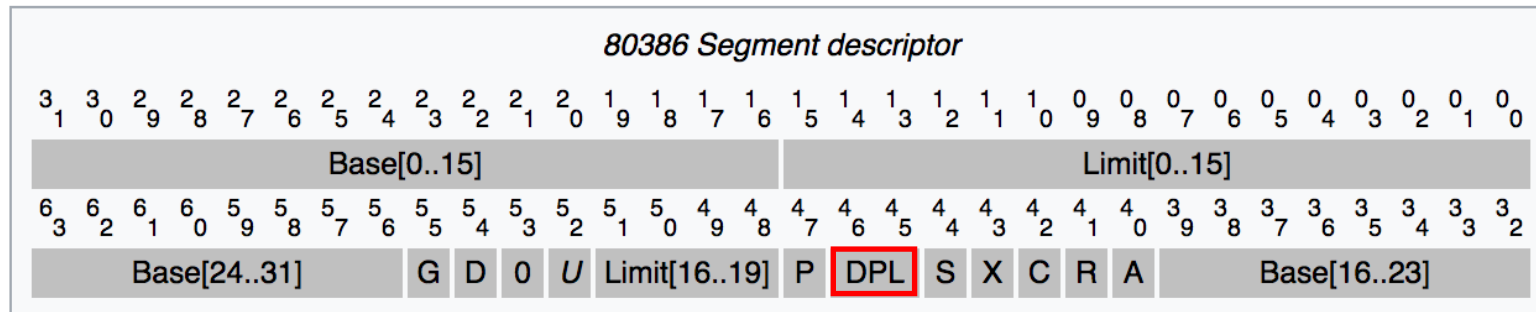 80386 Segment descriptor
31 30 29 28 27 26 25 24 23 22 21 20 19 18 17 16 15 14 13 12 11 10 09 08 07 06 05 04 03 02 01 00
Base[0..15] Limit[0..15]
63 62 61 60 59 58 57 56 55 54 53 52 51 50 49 48 47 46 45 44 43 42 41 40 39 38 37 36 35 34 33 32
Base[24..31] G D 0 U Limit[16..19] P DPL S X C R A Base[16..23]